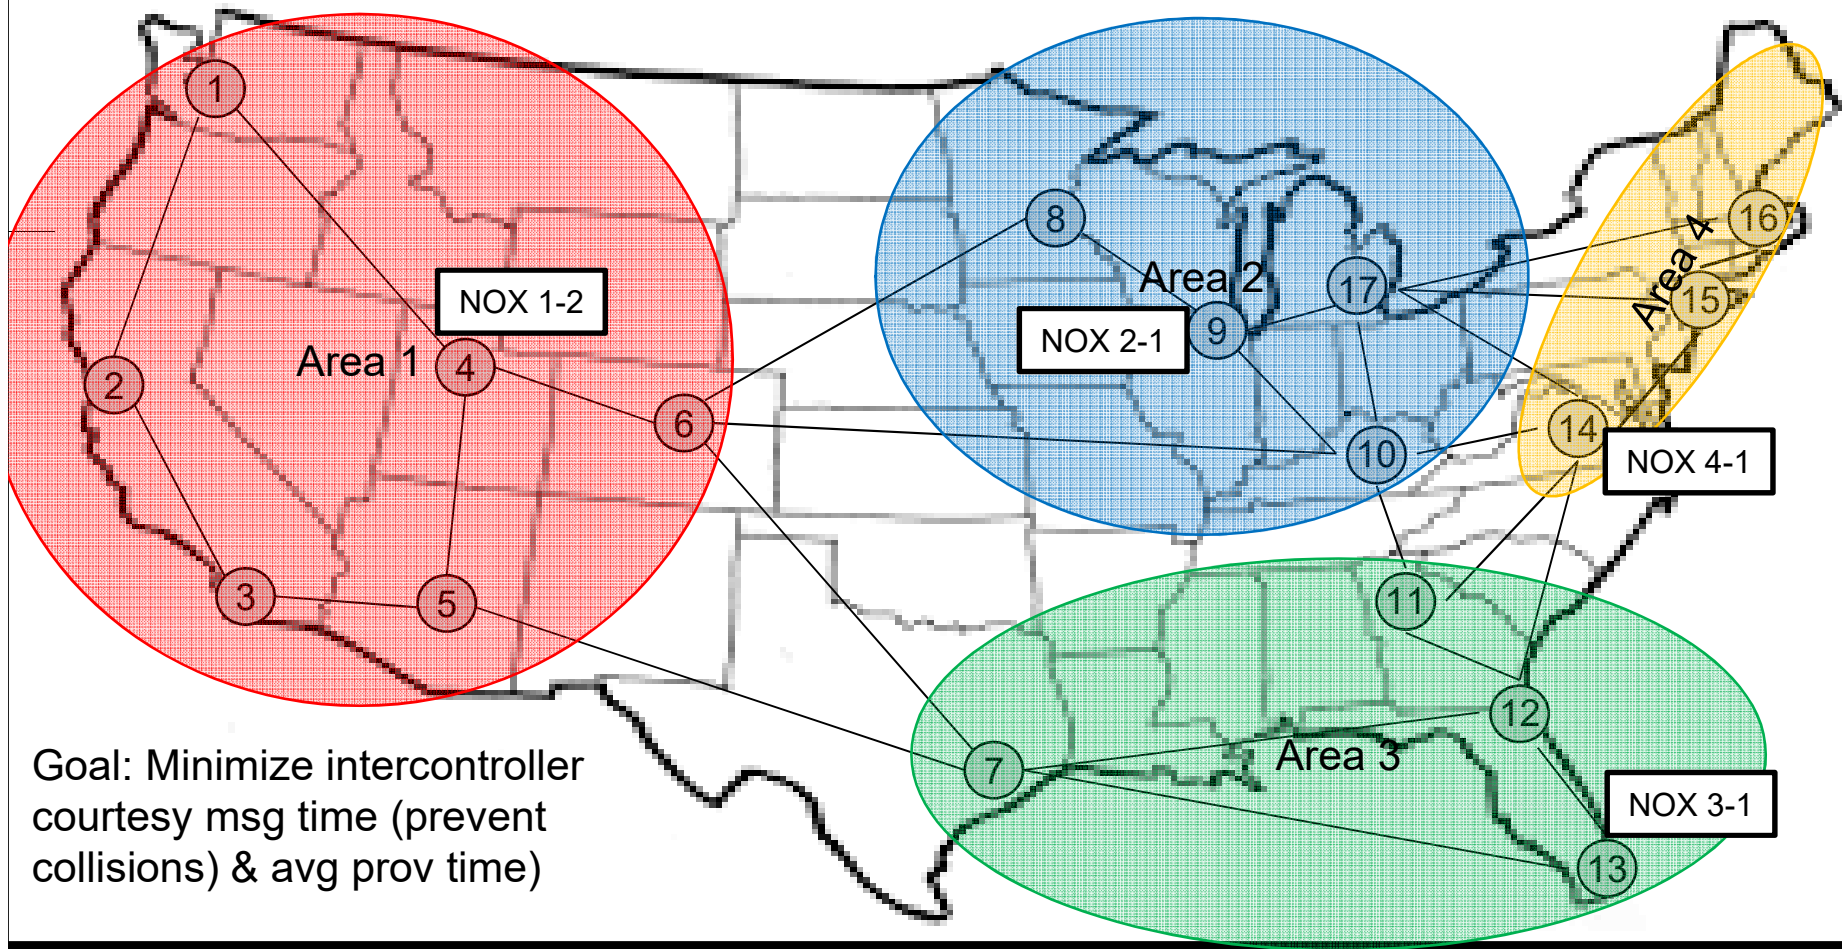 1
16
8
Area 4
Area 2
17
NOX 1-2
15
9
NOX 2-1
Area 1
4
2
6
14
10
NOX 4-1
3
5
11
12
Area 3
7
Goal: Minimize intercontroller
courtesy msg time (prevent
collisions) & avg prov time)
NOX 3-1
13